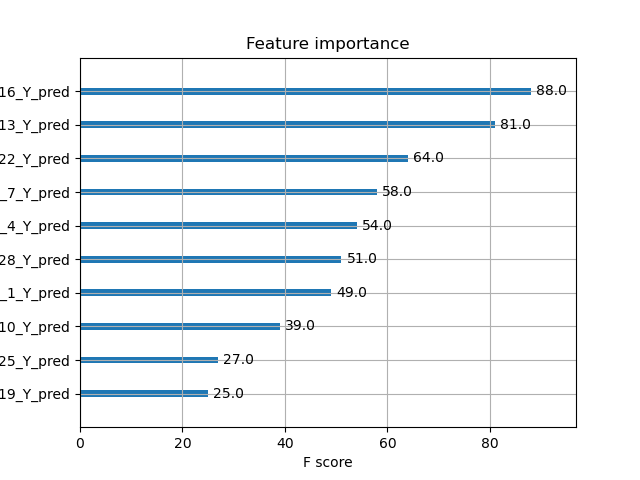 Feature importance
16_Y_pred 88.0
13_Y_pred 81.0
22_Y_pred 64.0
_7_Y_pred 58.0
_4_Y_pred 54.0
28_Y_pred 51.0
_1_Y_pred 49.0
10_Y_pred 39.0
25_Y_pred 27.0
19_Y_pred 25.0
0 20 40 60 80
F score